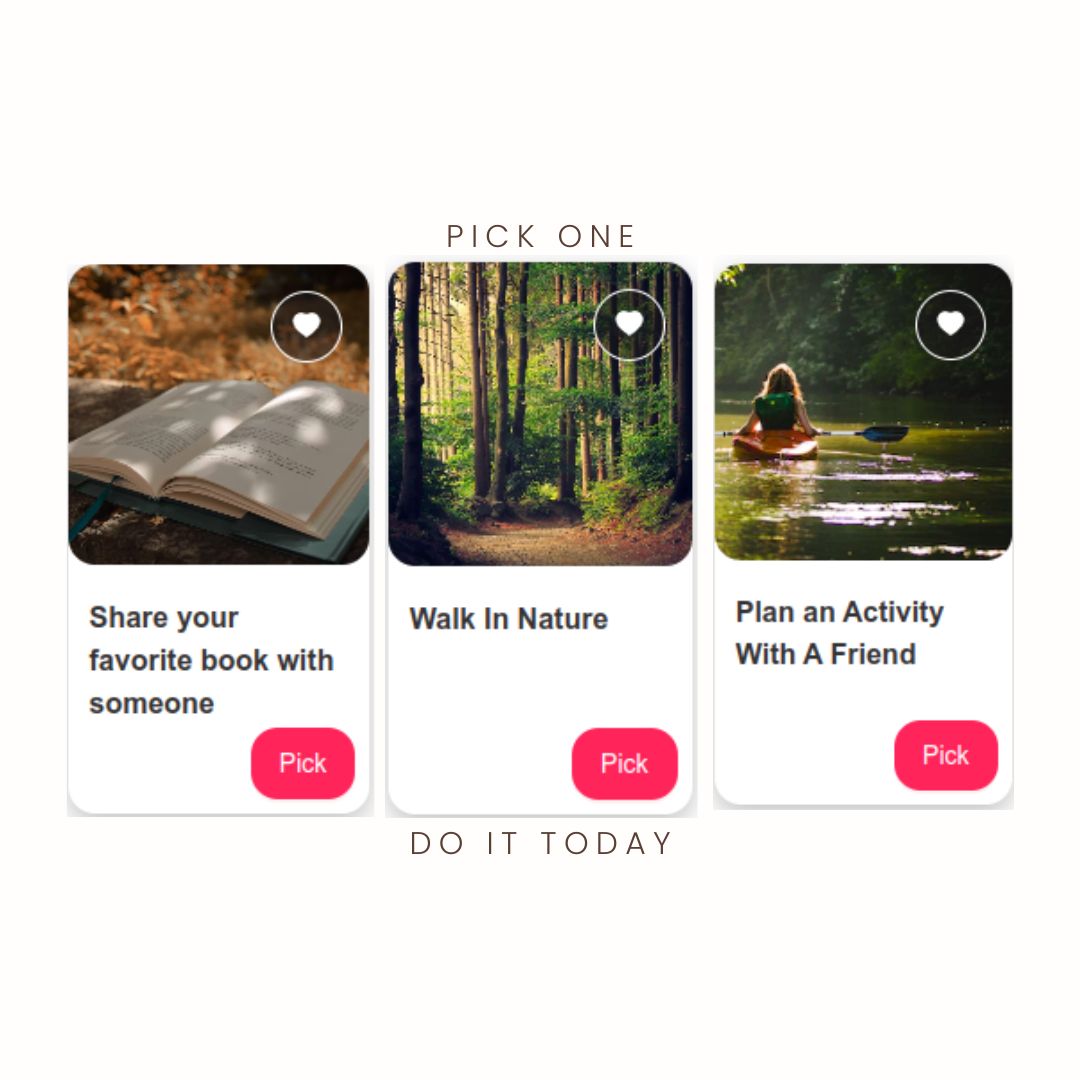 PICK ONE
Share your
favorite book with
someone
Pick
Walk In Nature
Pick
Plan an Activity
With A Friend
Pick
DO IT TODAY